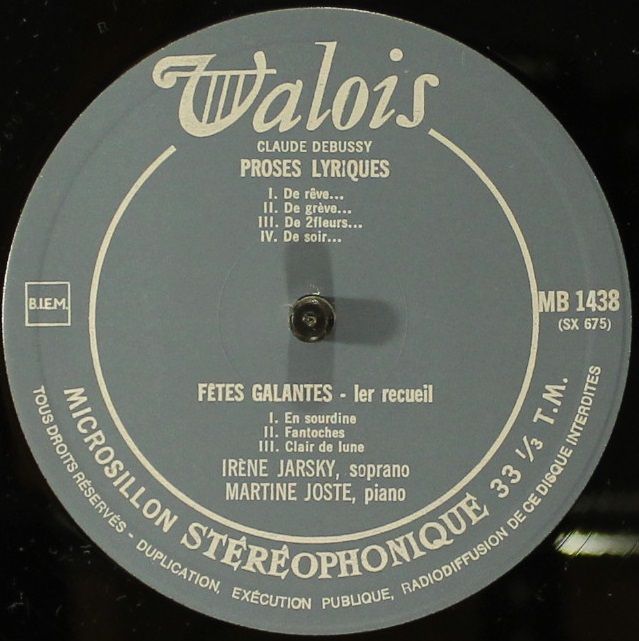 Valois
CLAUDE DEBUSSY
PROSES LYRIQUES
I. De rêve...
II. De grève...
III. De 2fleurs...
IV. De soir...
B.I.E.M.
MB 1438
(SX 675)
FÊTES GALANTES - Ier recueil
I. En sourdine
II. Fantoches
III. Clair de lune
IRÈNE JARSKY, soprano
MARTINE JOSTE, piano
MICROSILLON STÉRÉOPHONIQUE 33 1/3 T.M.
TOUS DROITS RÉSERVÉS - DUPLICATION, EXÉCUTION PUBLIQUE, RADIODIFFUSION DE CE DISQUE INTERDITES